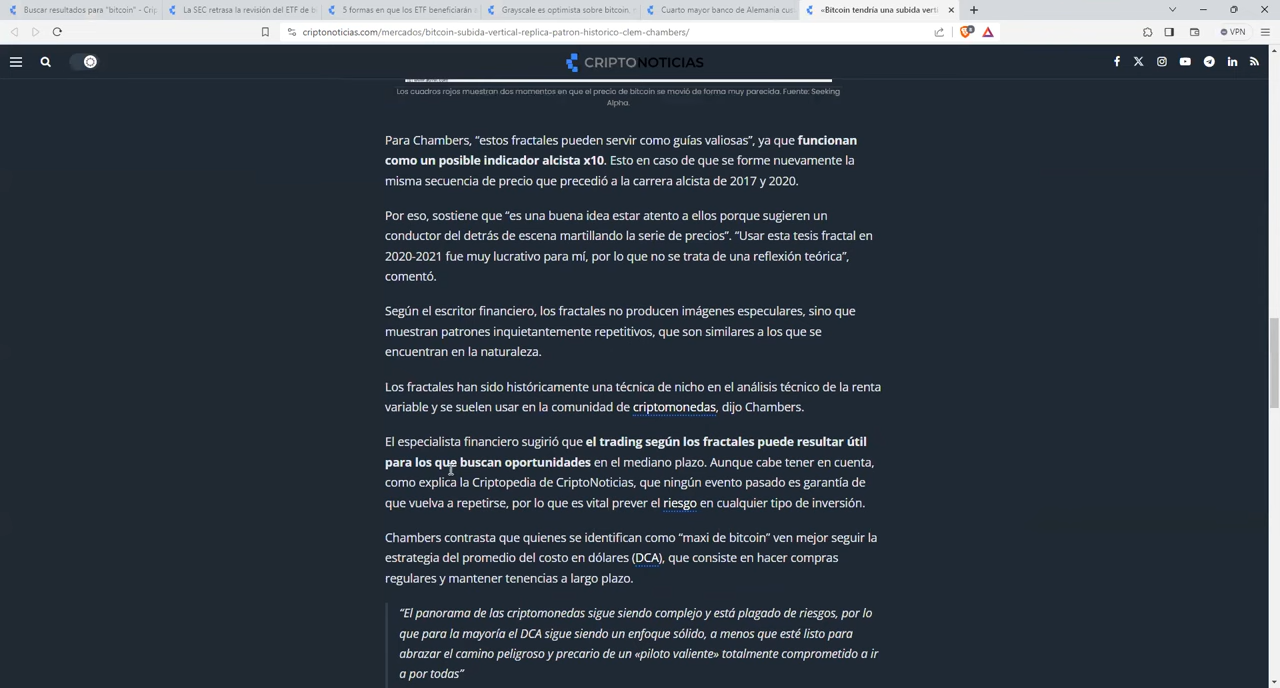 Buscar resultados para "bitcoin" - Crip
La SEC retrasa la revisión del ETF de b
5 formas en que los ETF beneficiarán a
Grayscale es optimista sobre bitcoin,
Cuarto mayor banco de Alemania cus
«Bitcoin tendría una subida verti
criptonoticias.com/mercados/bitcoin-subida-vertical-replica-patron-historico-clem-chambers/
VPN
CRIPTONOTICIAS
Los cuadros rojos muestran dos momentos en que el precio de bitcoin se movió de forma muy parecida. Fuente: Seeking
Alpha.
Para Chambers, “estos fractales pueden servir como guías valiosas”, ya que funcionan
como un posible indicador alcista x10. Esto en caso de que se forme nuevamente la
misma secuencia de precio que precedió a la carrera alcista de 2017 y 2020.
Por eso, sostiene que “es una buena idea estar atento a ellos porque sugieren un
conductor del detrás de escena martillando la serie de precios”. “Usar esta tesis fractal en
2020-2021 fue muy lucrativo para mí, por lo que no se trata de una reflexión teórica”,
comentó.
Según el escritor financiero, los fractales no producen imágenes especulares, sino que
muestran patrones inquietantemente repetitivos, que son similares a los que se
encuentran en la naturaleza.
Los fractales han sido históricamente una técnica de nicho en el análisis técnico de la renta
variable y se suelen usar en la comunidad de criptomonedas, dijo Chambers.
El especialista financiero sugirió que el trading según los fractales puede resultar útil
para los que buscan oportunidades en el mediano plazo. Aunque cabe tener en cuenta,
como explica la Criptopedia de CriptoNoticias, que ningún evento pasado es garantía de
que vuelva a repetirse, por lo que es vital prever el riesgo en cualquier tipo de inversión.
Chambers contrasta que quienes se identifican como “maxi de bitcoin” ven mejor seguir la
estrategia del promedio del costo en dólares (DCA), que consiste en hacer compras
regulares y mantener tenencias a largo plazo.
“El panorama de las criptomonedas sigue siendo complejo y está plagado de riesgos, por lo
que para la mayoría el DCA sigue siendo un enfoque sólido, a menos que esté listo para
abrazar el camino peligroso y precario de un «piloto valiente» totalmente comprometido a ir
a por todas”